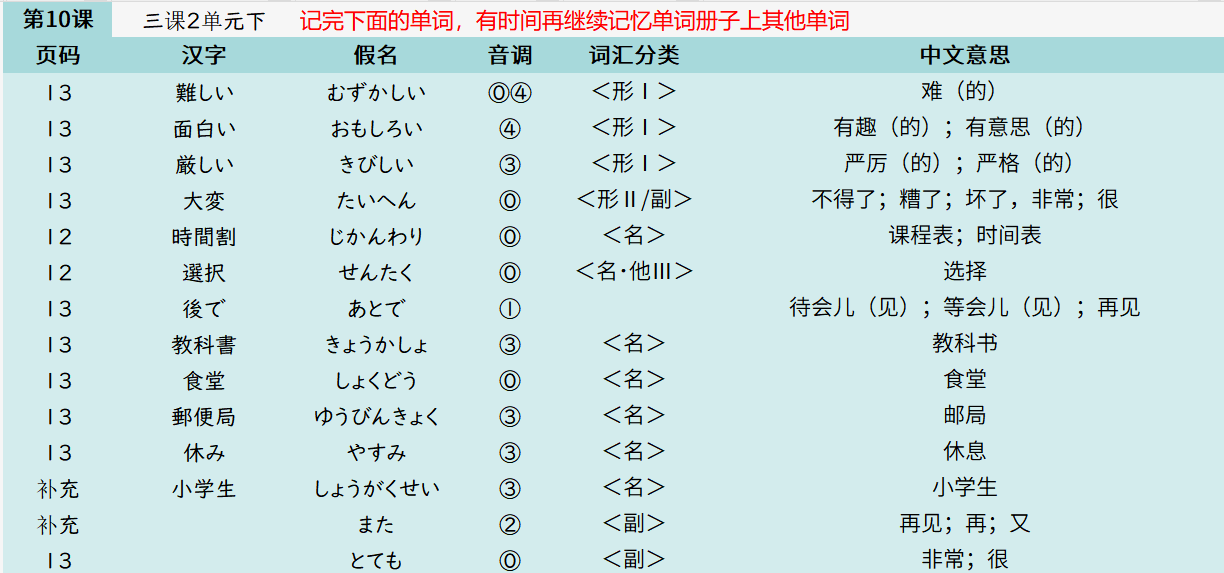 第10课 三课2单元下 记完下面的单词，有时间再继续记忆单词册子上其他单词
页码 汉字 假名 音调 词汇分类 中文意思
13 難しい むずかしい ⓪④ ＜形Ⅰ＞ 难（的）
13 面白い おもしろい ④ ＜形Ⅰ＞ 有趣（的）；有意思（的）
13 厳しい きびしい ③ ＜形Ⅰ＞ 严厉（的）；严格（的）
13 大変 たいへん ⓪ ＜形Ⅱ/副＞ 不得了；糟了；坏了，非常；很
12 時間割 じかんわり ⓪ ＜名＞ 课程表；时间表
12 選択 せんたく ⓪ ＜名·他Ⅲ＞ 选择
13 後で あとで ① 待会儿（见）；等会儿（见）；再见
13 教科書 きょうかしょ ③ ＜名＞ 教科书
13 食堂 しょくどう ⓪ ＜名＞ 食堂
13 郵便局 ゆうびんきょく ③ ＜名＞ 邮局
13 休み やすみ ③ ＜名＞ 休息
补充 小学生 しょうがくせい ③ ＜名＞ 小学生
补充 また ② ＜副＞ 再见；再；又
13 とても ⓪ ＜副＞ 非常；很